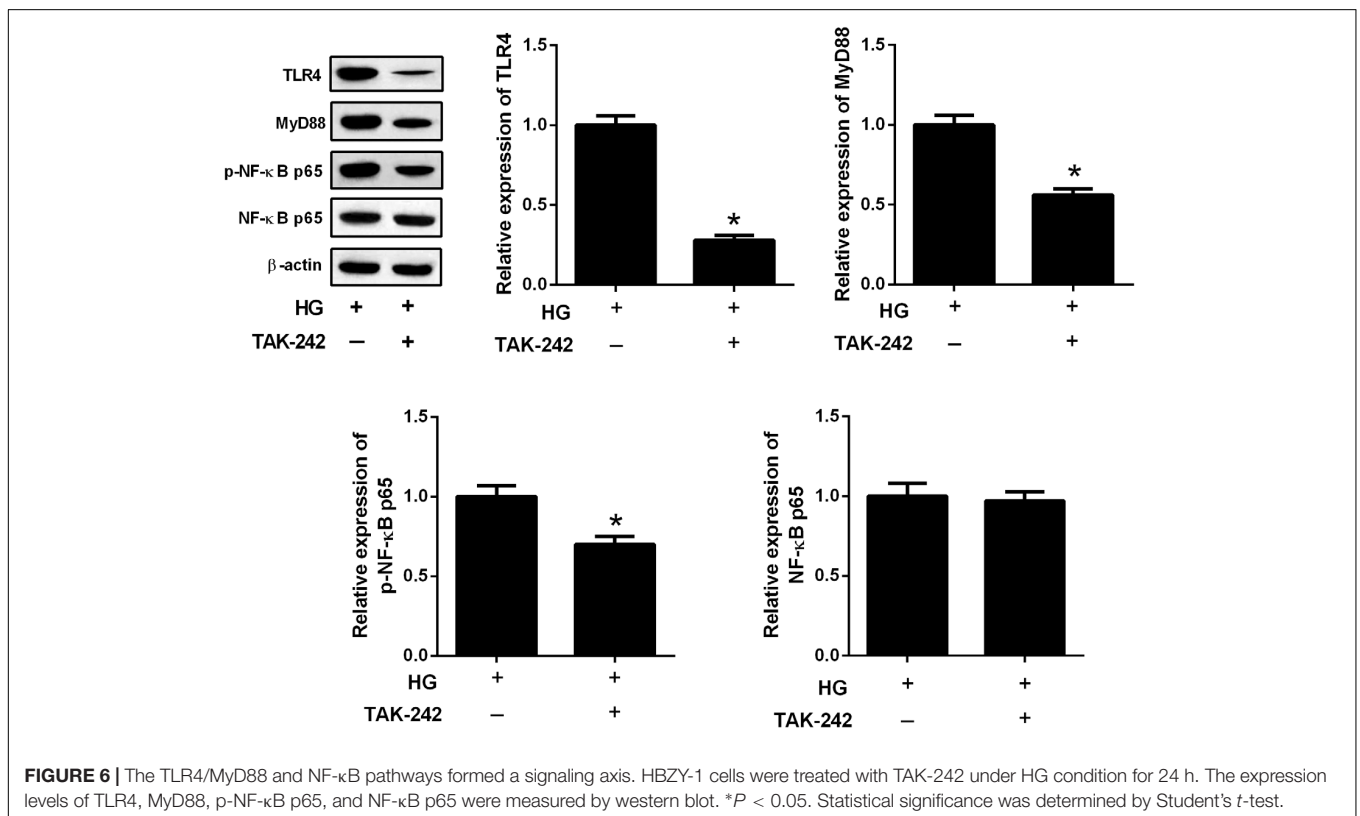 TLR4
MyD88
p-NF-κB p65
NF-κB p65
β-actin
HG + +
TAK-242 – +
Relative expression of TLR4
1.5
1.0
0.5
0.0
*
HG + +
TAK-242 – +
Relative expression of MyD88
1.5
1.0
0.5
0.0
*
HG + +
TAK-242 – +
Relative expression of
p-NF-κB p65
1.5
1.0
0.5
0.0
*
HG + +
TAK-242 – +
Relative expression of
NF-κB p65
1.5
1.0
0.5
0.0
HG + +
TAK-242 – +
FIGURE 6 | The TLR4/MyD88 and NF-κB pathways formed a signaling axis. HBZY-1 cells were treated with TAK-242 under HG condition for 24 h. The expression
levels of TLR4, MyD88, p-NF-κB p65, and NF-κB p65 were measured by western blot. *P < 0.05. Statistical significance was determined by Student's t-test.